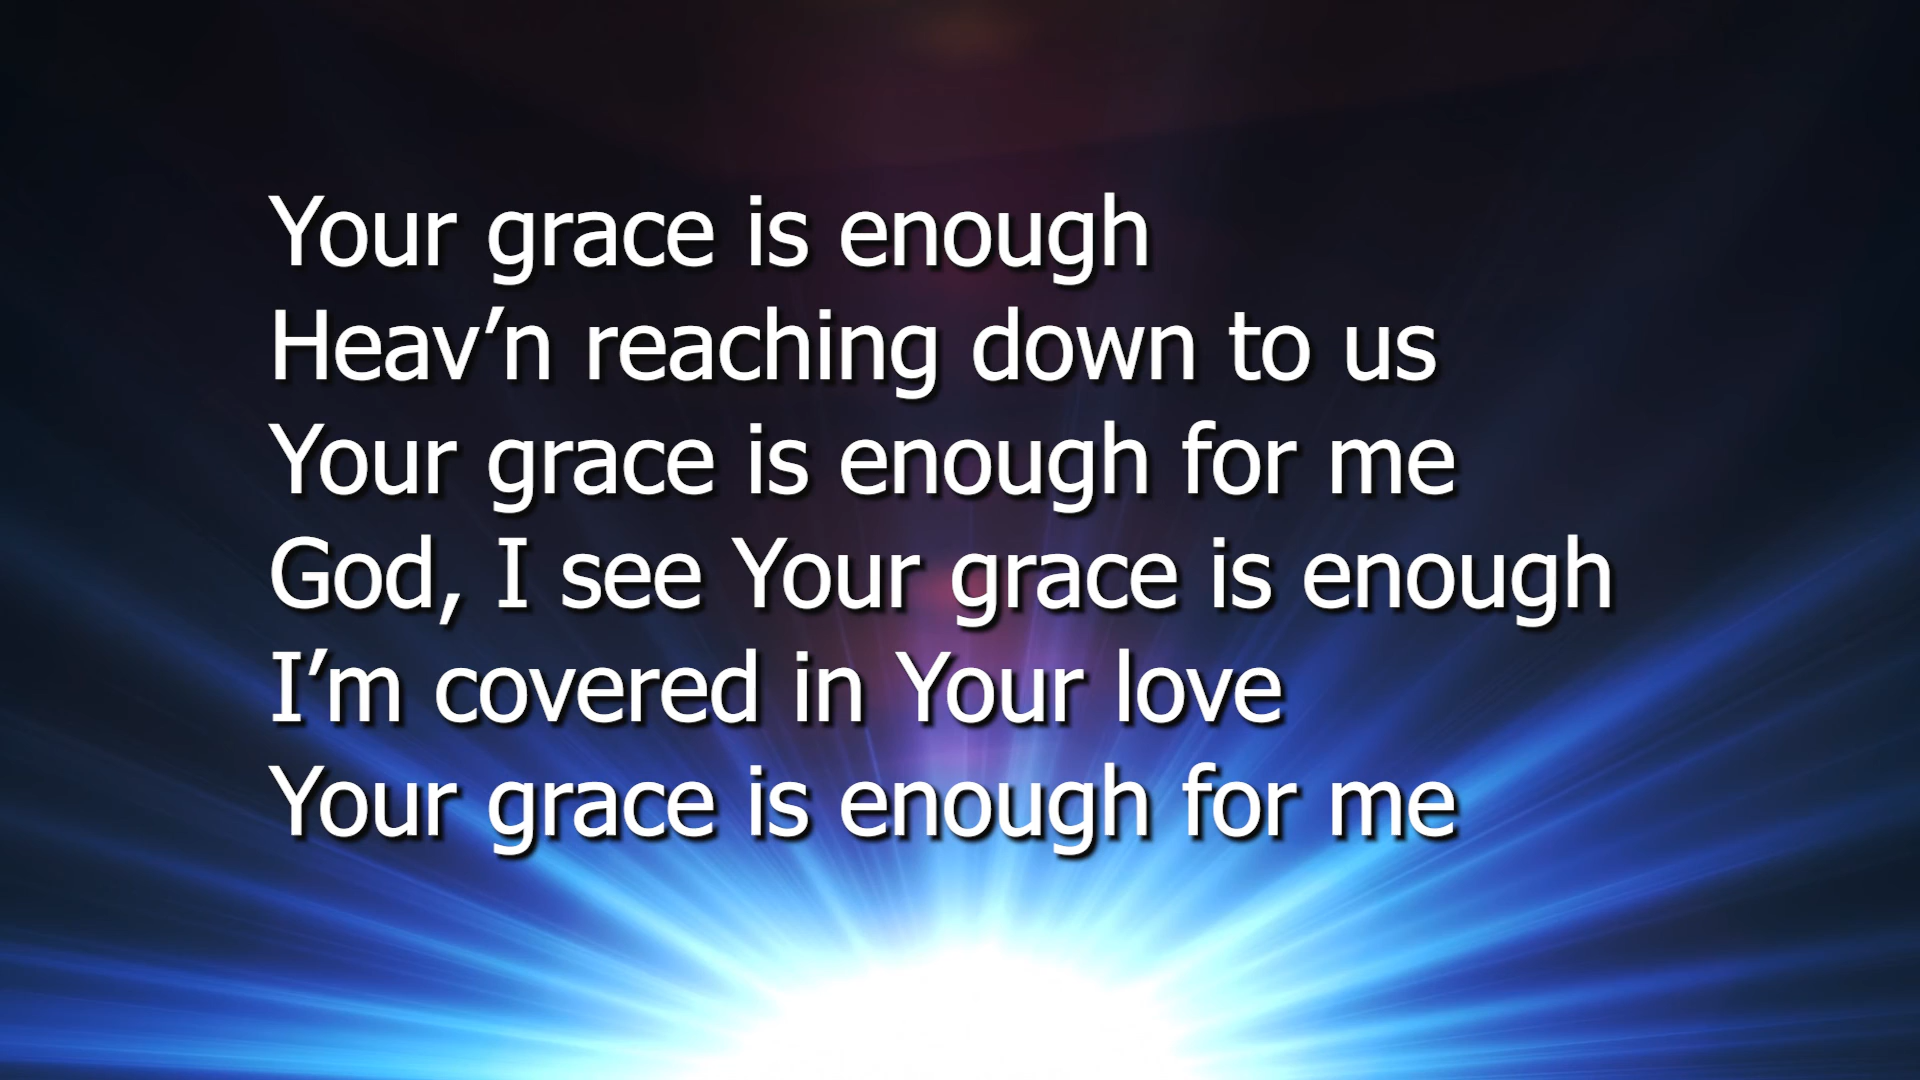 Your grace is enough
Heav’n reaching down to us
Your grace is enough for me
God, I see Your grace is enough
I’m covered in Your love
Your grace is enough for me